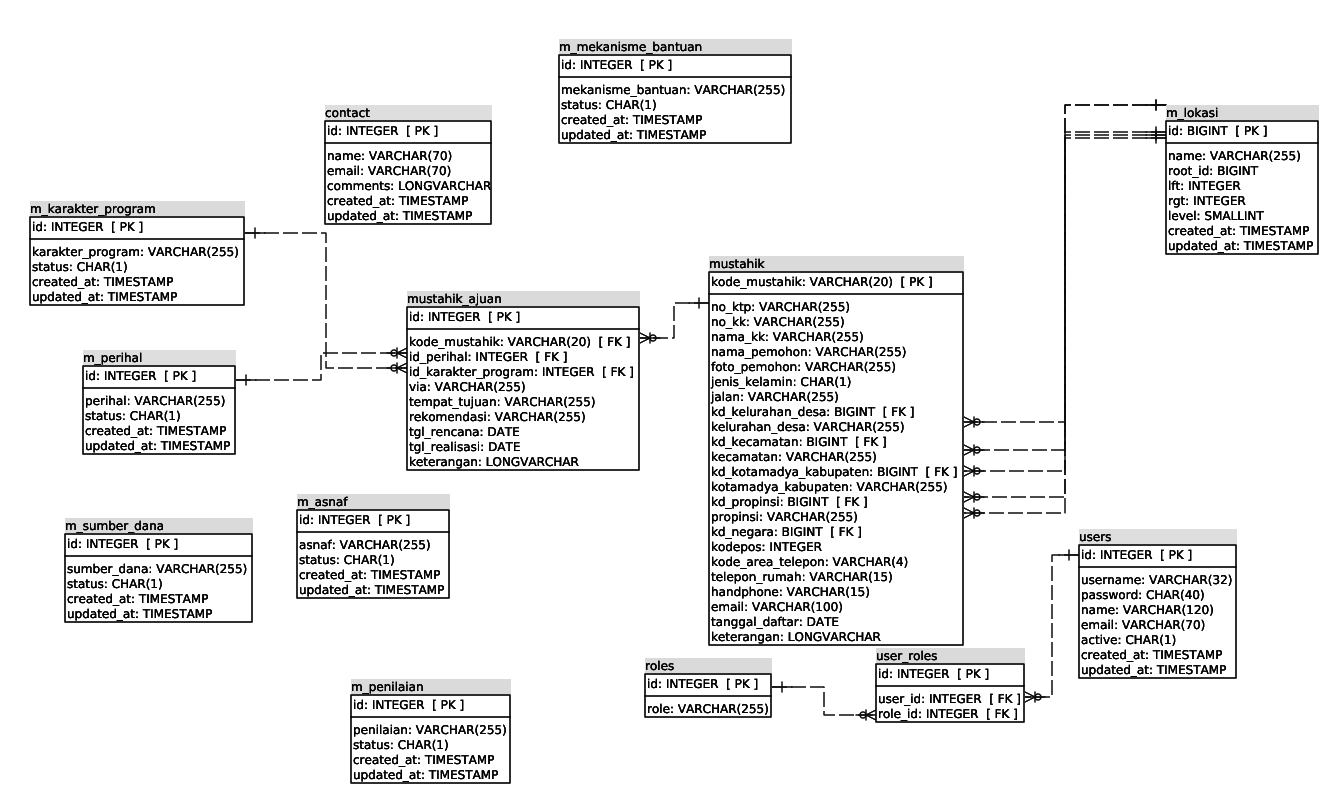 m_mekanisme_bantuan
id: INTEGER [ PK ]
mekanisme_bantuan: VARCHAR(255)
status: CHAR(1)
created_at: TIMESTAMP
updated_at: TIMESTAMP
contact
id: INTEGER [ PK ]
name: VARCHAR(70)
email: VARCHAR(70)
comments: LONGVARCHAR
created_at: TIMESTAMP
updated_at: TIMESTAMP
m_lokasi
id: BIGINT [ PK ]
name: VARCHAR(255)
root_id: BIGINT
lft: INTEGER
rgt: INTEGER
level: SMALLINT
created_at: TIMESTAMP
updated_at: TIMESTAMP
m_karakter_program
id: INTEGER [ PK ]
karakter_program: VARCHAR(255)
status: CHAR(1)
created_at: TIMESTAMP
updated_at: TIMESTAMP
mustahik
kode_mustahik: VARCHAR(20) [ PK ]
no_ktp: VARCHAR(255)
no_kk: VARCHAR(255)
nama_kk: VARCHAR(255)
nama_pemohon: VARCHAR(255)
foto_pemohon: VARCHAR(255)
jenis_kelamin: CHAR(1)
jalan: VARCHAR(255)
kd_kelurahan_desa: BIGINT [ FK ]
kelurahan_desa: VARCHAR(255)
kd_kecamatan: BIGINT [ FK ]
kecamatan: VARCHAR(255)
kd_kotamadya_kabupaten: BIGINT [ FK ]
kotamadya_kabupaten: VARCHAR(255)
kd_propinsi: BIGINT [ FK ]
propinsi: VARCHAR(255)
kd_negara: BIGINT [ FK ]
kodepos: INTEGER
kode_area_telepon: VARCHAR(4)
telepon_rumah: VARCHAR(15)
handphone: VARCHAR(15)
email: VARCHAR(100)
tanggal_daftar: DATE
keterangan: LONGVARCHAR
mustahik_ajuan
id: INTEGER [ PK ]
kode_mustahik: VARCHAR(20) [ FK ]
id_perihal: INTEGER [ FK ]
id_karakter_program: INTEGER [ FK ]
via: VARCHAR(255)
tempat_tujuan: VARCHAR(255)
rekomendasi: VARCHAR(255)
tgl_rencana: DATE
tgl_realisasi: DATE
keterangan: LONGVARCHAR
m_perihal
id: INTEGER [ PK ]
perihal: VARCHAR(255)
status: CHAR(1)
created_at: TIMESTAMP
updated_at: TIMESTAMP
m_asnaf
id: INTEGER [ PK ]
asnaf: VARCHAR(255)
status: CHAR(1)
created_at: TIMESTAMP
updated_at: TIMESTAMP
m_sumber_dana
id: INTEGER [ PK ]
sumber_dana: VARCHAR(255)
status: CHAR(1)
created_at: TIMESTAMP
updated_at: TIMESTAMP
users
id: INTEGER [ PK ]
username: VARCHAR(32)
password: CHAR(40)
name: VARCHAR(120)
email: VARCHAR(70)
active: CHAR(1)
created_at: TIMESTAMP
updated_at: TIMESTAMP
user_roles
id: INTEGER [ PK ]
user_id: INTEGER [ FK ]
role_id: INTEGER [ FK ]
roles
id: INTEGER [ PK ]
role: VARCHAR(255)
m_penilaian
id: INTEGER [ PK ]
penilaian: VARCHAR(255)
status: CHAR(1)
created_at: TIMESTAMP
updated_at: TIMESTAMP